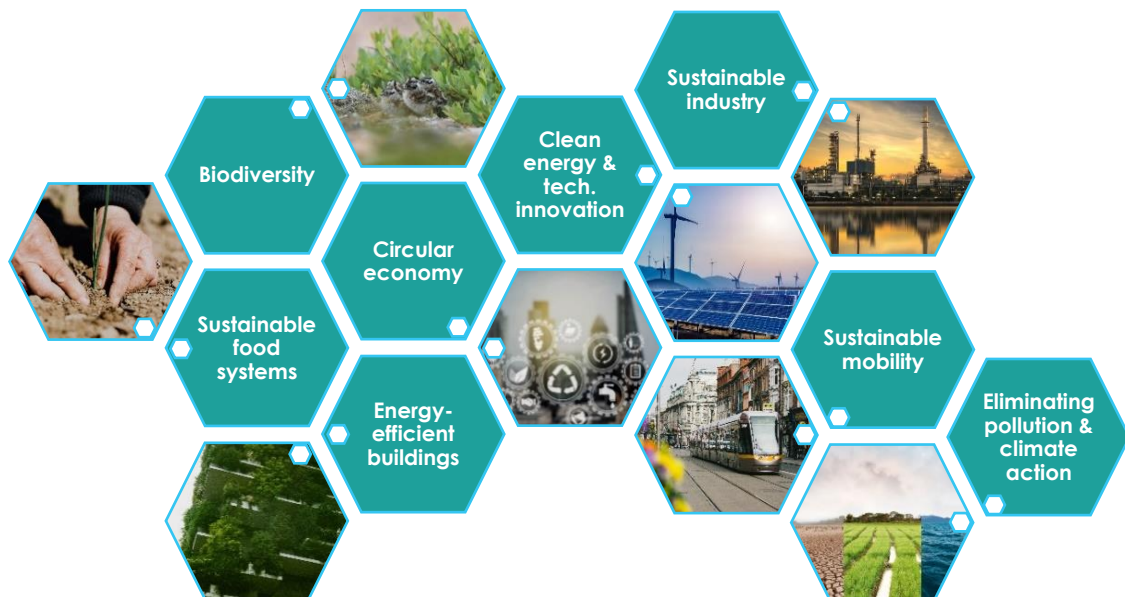 Sustainable
industry
Clean
energy &
tech.
innovation
Biodiversity
Circular
economy
Sustainable
food
systems
Sustainable
mobility
Energy-
efficient
buildings
Eliminating
pollution &
climate
action